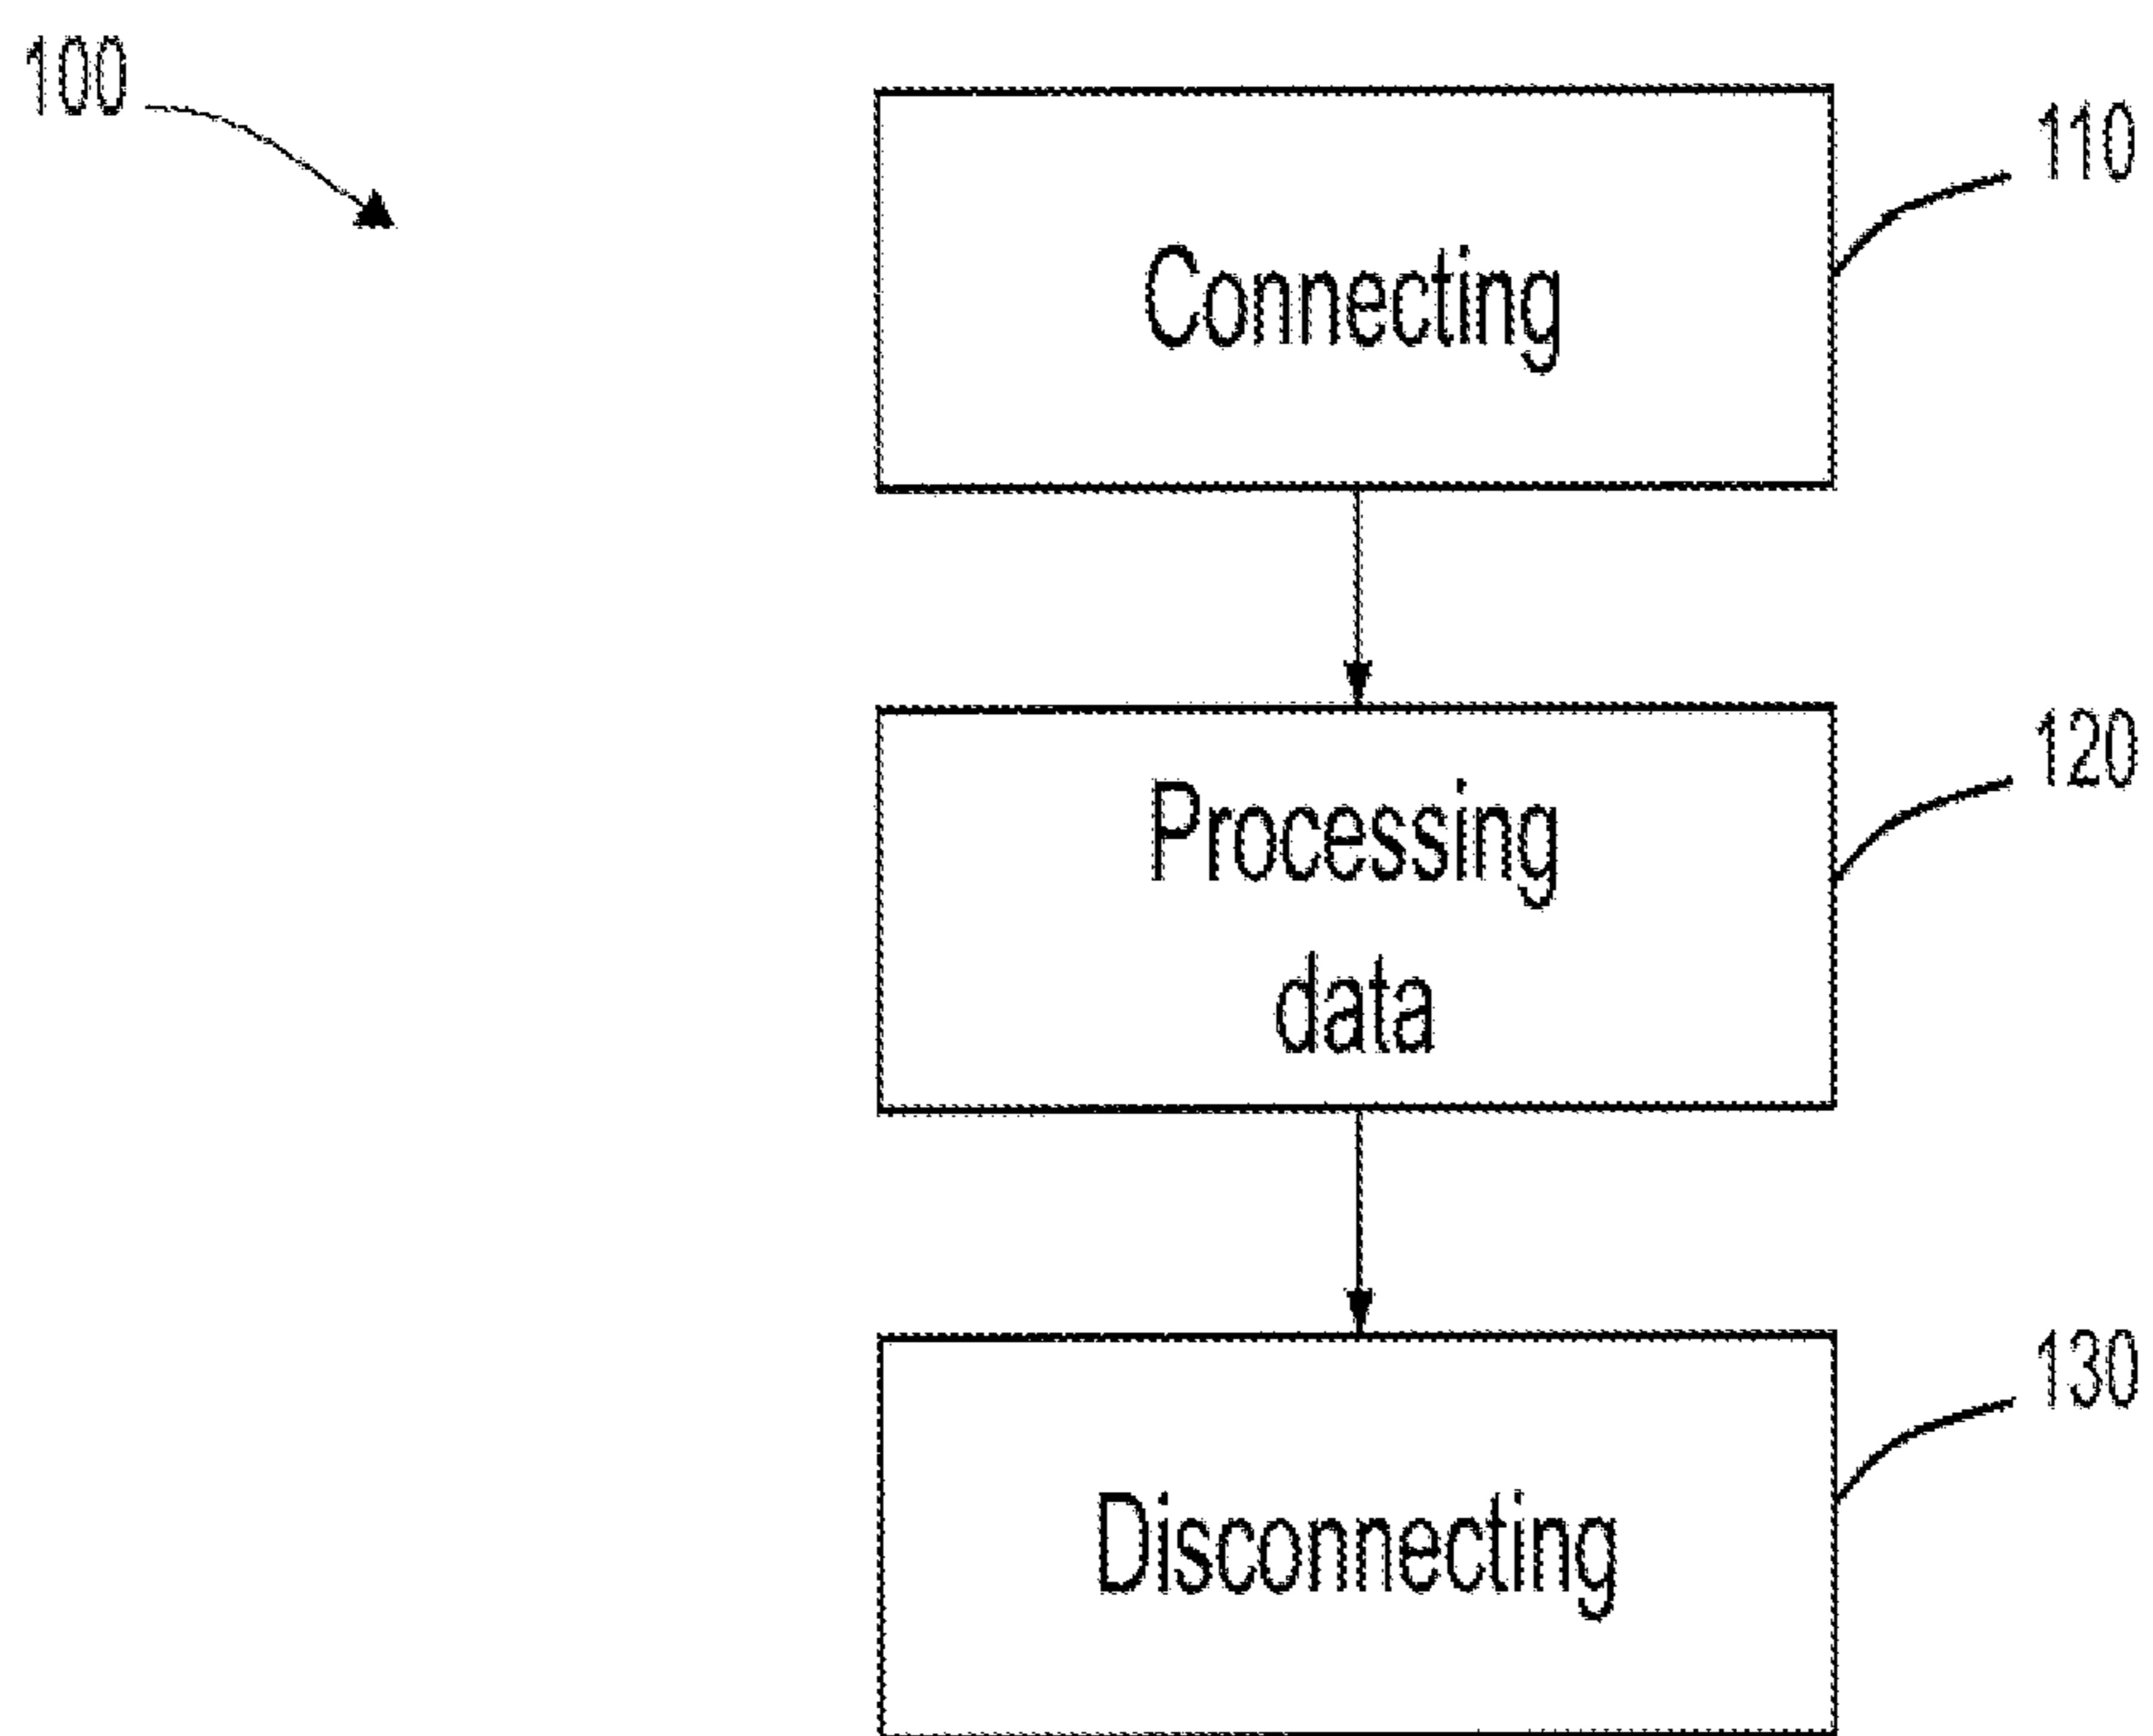 100
110
Connecting
120
Processing
data
130
Disconnecting